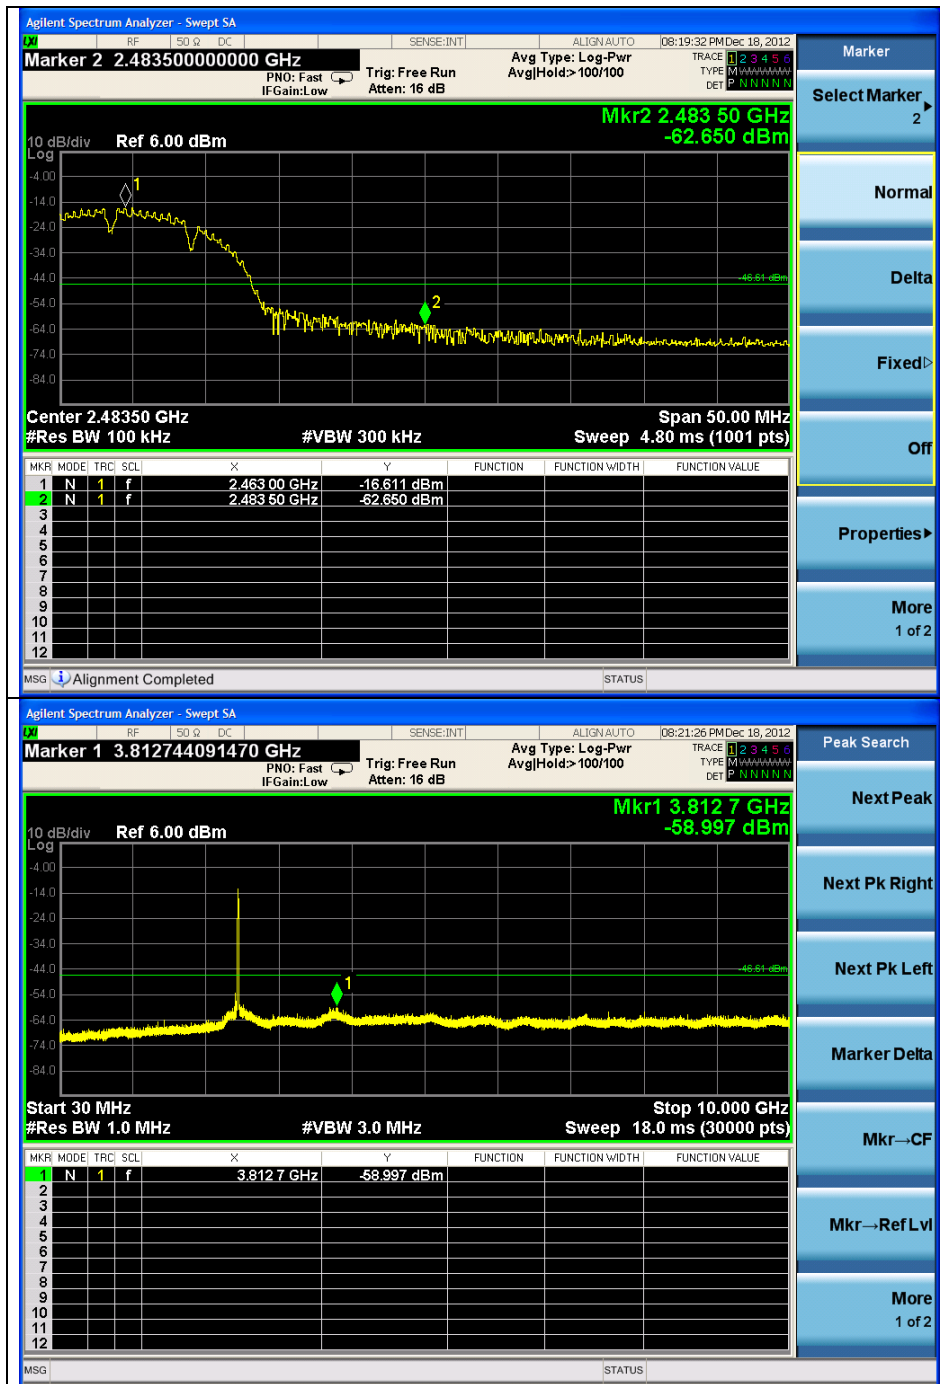 Agilent Spectrum Analyzer - Swept SA
LXI RF 50 Ω DC SENSE:INT ALIGNAUTO 08:19:32 PM Dec 18, 2012
Marker 2 2.483500000000 GHz
PNO: Fast
IFGain:Low
Trig: Free Run
Atten: 16 dB
Avg Type: Log-Pwr
Avg|Hold:>100/100
TRACE 1 2 3 4 5 6
TYPE M WWWWW
DET P N N N N N
Mkr2 2.483 50 GHz
-62.650 dBm
10 dB/div Ref 6.00 dBm
Log
-4.00
1
-14.0
-24.0
-34.0
-44.0
-46.61 dBm
-54.0
2
-64.0
-74.0
-84.0
Center 2.48350 GHz Span 50.00 MHz
#Res BW 100 kHz #VBW 300 kHz Sweep 4.80 ms (1001 pts)
MKR MODE TRC SCL X Y FUNCTION FUNCTION WIDTH FUNCTION VALUE
1 N 1 f 2.463 00 GHz -16.611 dBm
2 N 1 f 2.483 50 GHz -62.650 dBm
3
4
5
6
7
8
9
10
11
12
MSG Alignment Completed STATUS
Marker
Select Marker
2
Normal
Delta
Fixed
Off
Properties
More
1 of 2
Agilent Spectrum Analyzer - Swept SA
LXI RF 50 Ω DC SENSE:INT ALIGNAUTO 08:21:26 PM Dec 18, 2012
Marker 1 3.812744091470 GHz
PNO: Fast
IFGain:Low
Trig: Free Run
Atten: 16 dB
Avg Type: Log-Pwr
Avg|Hold:>100/100
TRACE 1 2 3 4 5 6
TYPE M WWWWW
DET P N N N N N
Mkr1 3.812 7 GHz
-58.997 dBm
10 dB/div Ref 6.00 dBm
Log
-4.00
-14.0
-24.0
-34.0
-44.0
-46.61 dBm
1
-54.0
-64.0
-74.0
-84.0
Start 30 MHz Stop 10.000 GHz
#Res BW 1.0 MHz #VBW 3.0 MHz Sweep 18.0 ms (30000 pts)
MKR MODE TRC SCL X Y FUNCTION FUNCTION WIDTH FUNCTION VALUE
1 N 1 f 3.812 7 GHz -58.997 dBm
2
3
4
5
6
7
8
9
10
11
12
MSG STATUS
Peak Search
Next Peak
Next Pk Right
Next Pk Left
Marker Delta
Mkr→CF
Mkr→Ref Lvl
More
1 of 2